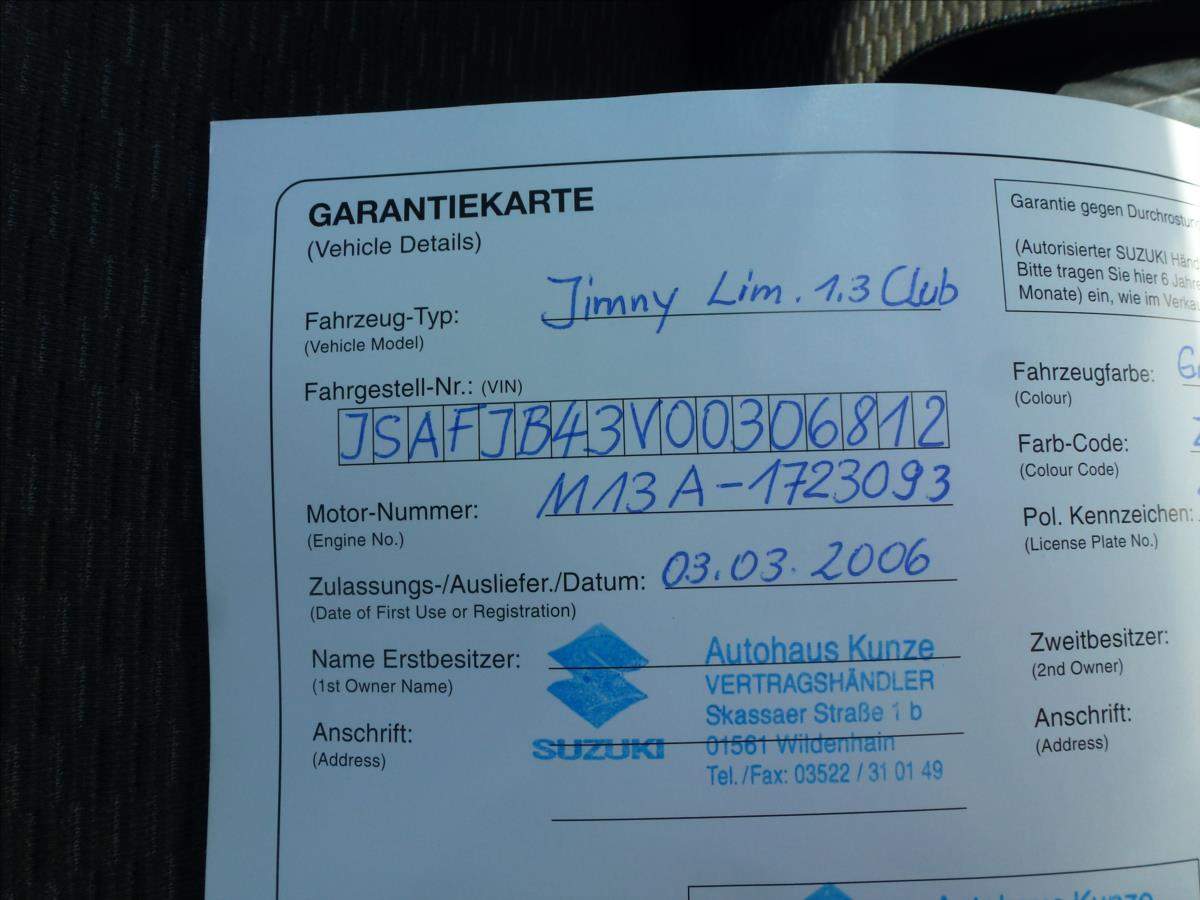 GARANTIEKARTE
(Vehicle Details)
Fahrzeug-Typ: Jimny Lim. 1.3 Club
(Vehicle Model)
Fahrgestell-Nr.: (VIN)
JSAFJB43V00306812
Motor-Nummer: M13A-1723093
(Engine No.)
Zulassungs-/Ausliefer./Datum: 03.03.2006
(Date of First Use or Registration)
Name Erstbesitzer:
(1st Owner Name)
Anschrift:
(Address)
SUZUKI
Autohaus Kunze
VERTRAGSHÄNDLER
Skassaer Straße 1 b
01561 Wildenhain
Tel./Fax: 03522 / 31 01 49
Garantie gegen
(Autorisierter SUZUKI
Bitte tragen Sie hier 6
Monate) ein, wie im
Fahrzeugfarbe:
(Colour)
Farb-Code:
(Colour Code)
Pol. Kennzeichen:
(License Plate No.)
Zweitbesitzer:
(2nd Owner)
Anschrift:
(Address)
Autohaus Kunze